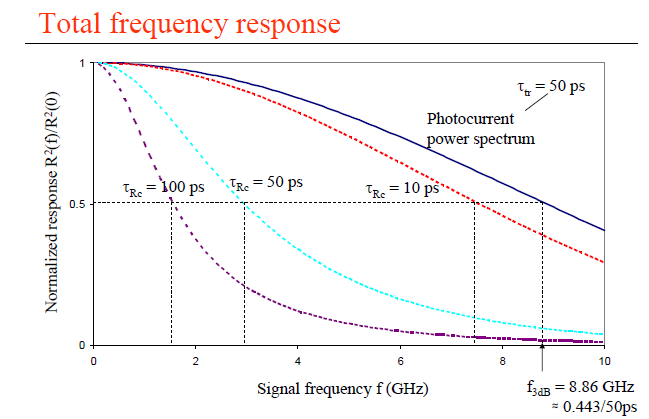 Total frequency response
1
τtr = 50 ps
Photocurrent
power spectrum
τRc = 100 ps
τRc = 50 ps
τRc = 10 ps
0.5
0
Normalized response R²(f)/R²(0)
0
2
4
6
8
10
Signal frequency f (GHz)
f3dB = 8.86 GHz
≈ 0.443/50ps